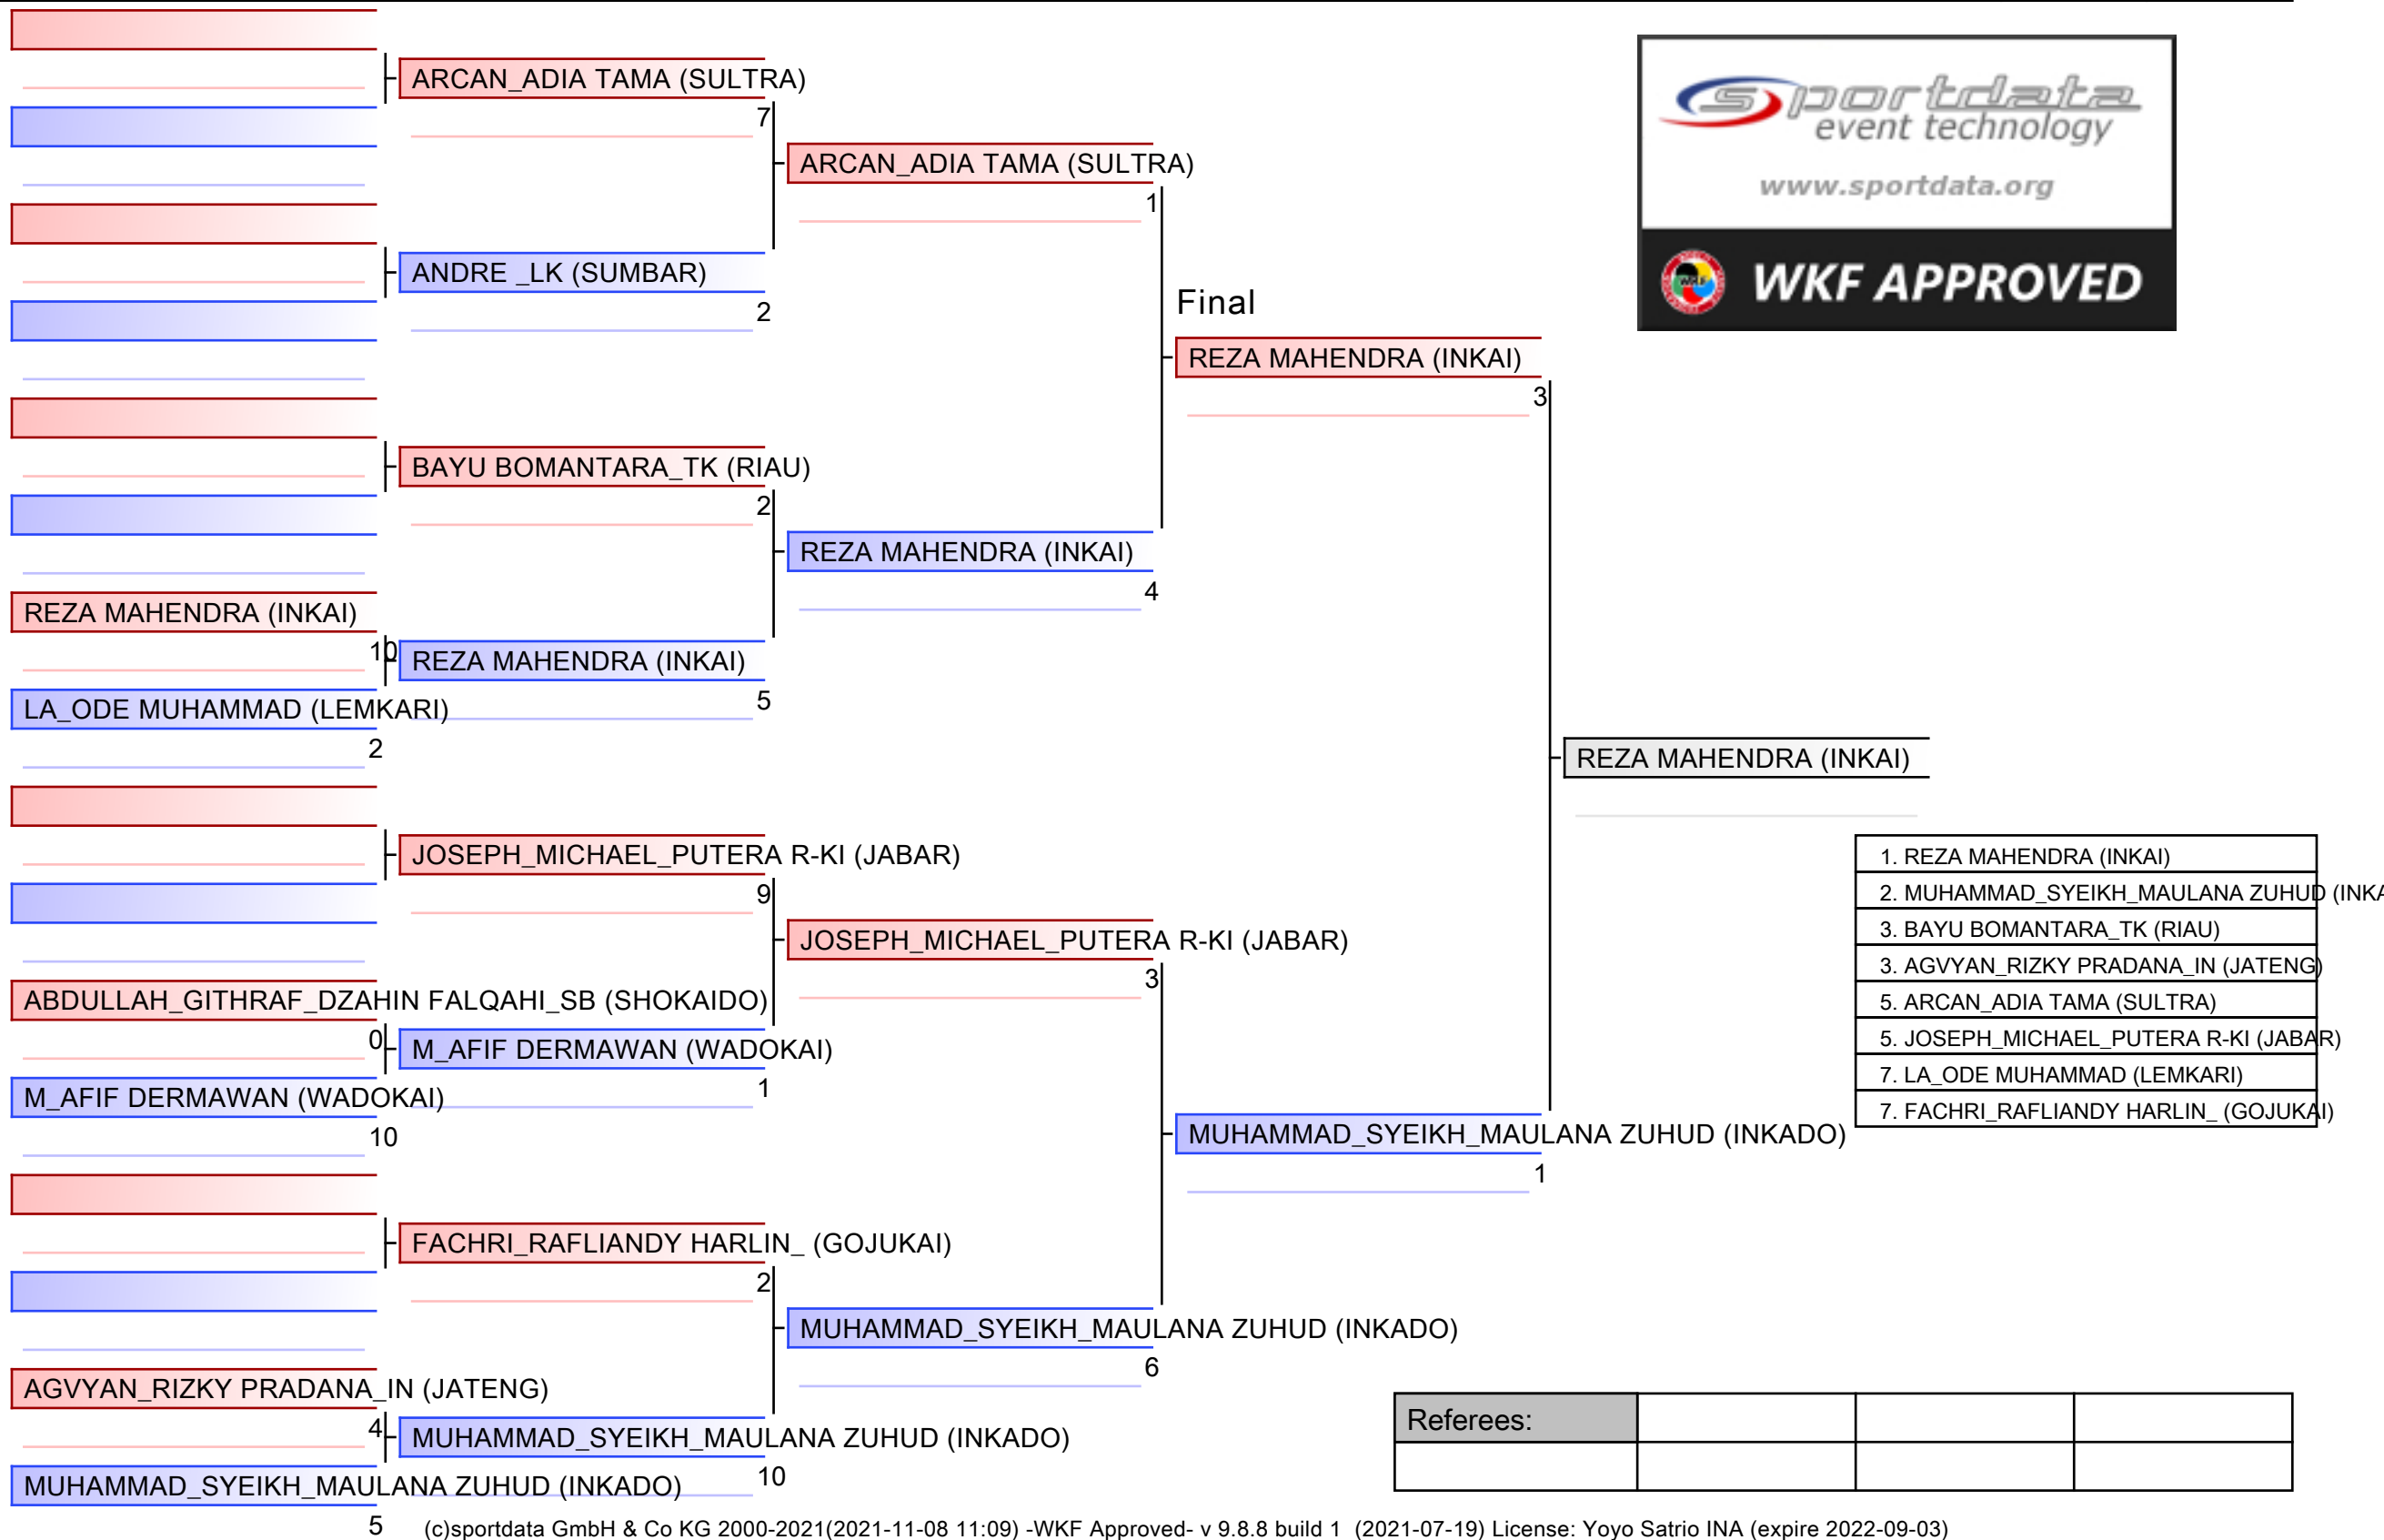 ARCAN_ADIA TAMA (SULTRA)
7
ANDRE _LK (SUMBAR)
2
BAYU BOMANTARA_TK (RIAU)
2
REZA MAHENDRA (INKAI)
10
REZA MAHENDRA (INKAI)
5
LA_ODE MUHAMMAD (LEMKARI)
2
JOSEPH_MICHAEL_PUTERA R-KI (JABAR)
9
ABDULLAH_GITHRAF_DZAHIN FALQAHI_SB (SHOKAIDO)
0
M_AFIF DERMAWAN (WADOKAI)
1
M_AFIF DERMAWAN (WADOKAI)
10
FACHRI_RAFLIANDY HARLIN_ (GOJUKAI)
2
AGVYAN_RIZKY PRADANA_IN (JATENG)
4
MUHAMMAD_SYEIKH_MAULANA ZUHUD (INKADO)
10
MUHAMMAD_SYEIKH_MAULANA ZUHUD (INKADO)
5
ARCAN_ADIA TAMA (SULTRA)
1
REZA MAHENDRA (INKAI)
4
JOSEPH_MICHAEL_PUTERA R-KI (JABAR)
3
MUHAMMAD_SYEIKH_MAULANA ZUHUD (INKADO)
6
Final
REZA MAHENDRA (INKAI)
3
MUHAMMAD_SYEIKH_MAULANA ZUHUD (INKADO)
1
REZA MAHENDRA (INKAI)
sportdata
event technology
www.sportdata.org
WKF APPROVED
1. REZA MAHENDRA (INKAI)
2. MUHAMMAD_SYEIKH_MAULANA ZUHUD (INKA
3. BAYU BOMANTARA_TK (RIAU)
3. AGVYAN_RIZKY PRADANA_IN (JATENG)
5. ARCAN_ADIA TAMA (SULTRA)
5. JOSEPH_MICHAEL_PUTERA R-KI (JABAR)
7. LA_ODE MUHAMMAD (LEMKARI)
7. FACHRI_RAFLIANDY HARLIN_ (GOJUKAI)
Referees:
(c)sportdata GmbH & Co KG 2000-2021(2021-11-08 11:09) -WKF Approved- v 9.8.8 build 1 (2021-07-19) License: Yoyo Satrio INA (expire 2022-09-03)